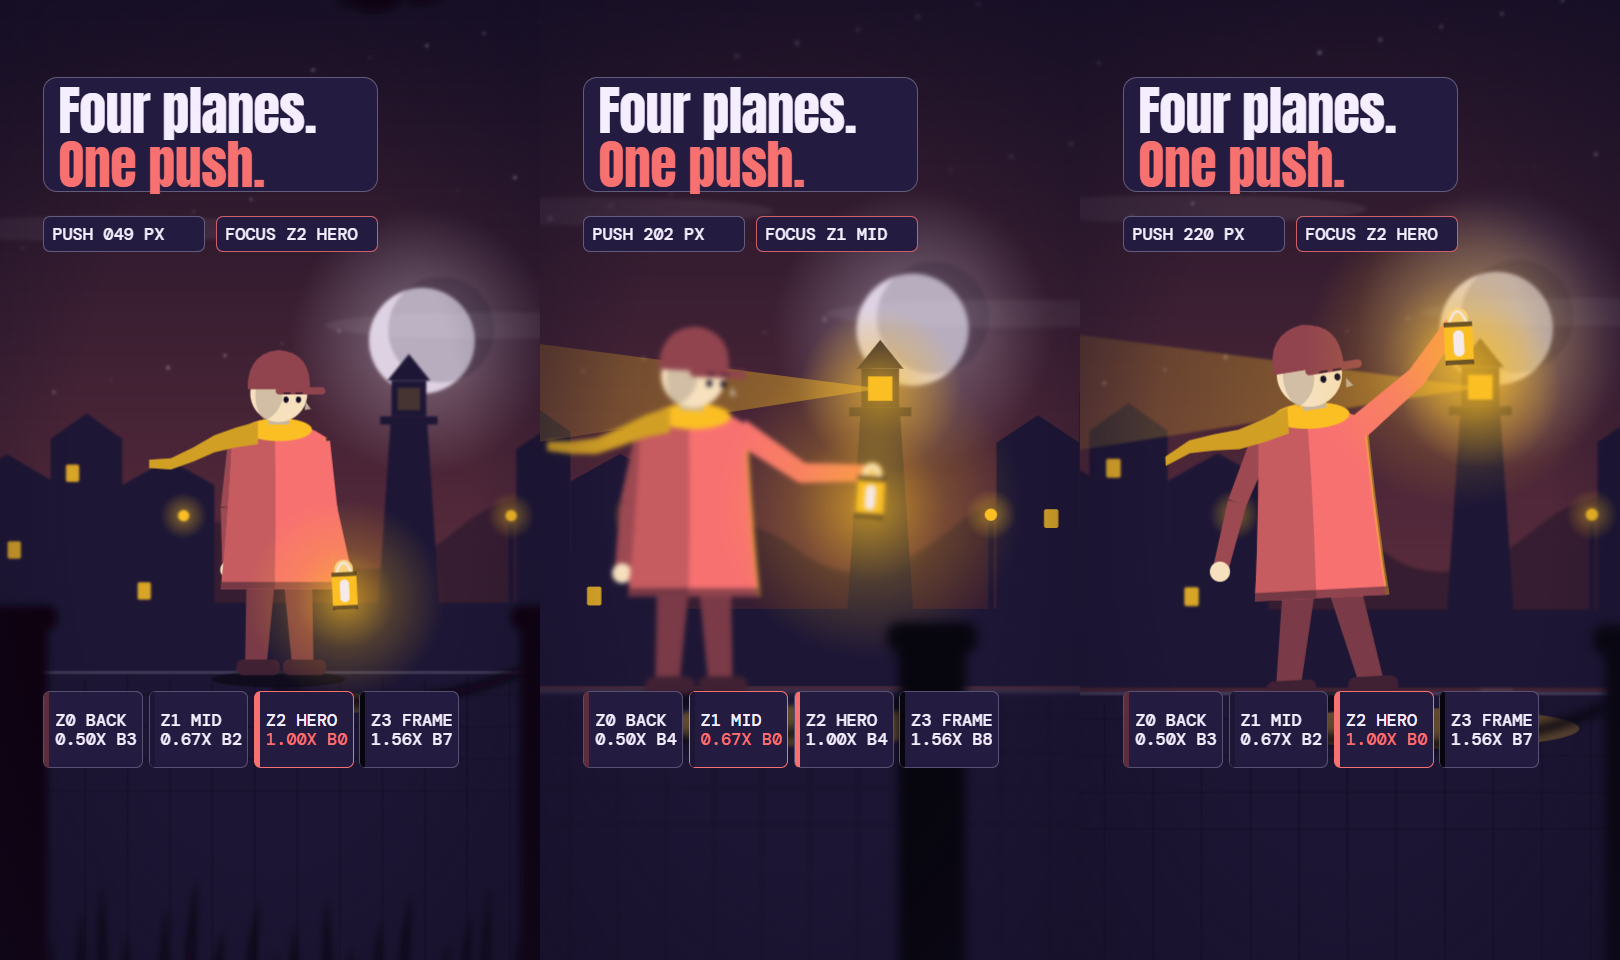 Four planes.
One push.
PUSH 049 PX
FOCUS Z2 HERO
Z0 BACK
0.50X B3
Z1 MID
0.67X B2
Z2 HERO
1.00X B0
Z3 FRAME
1.56X B7
Four planes.
One push.
PUSH 202 PX
FOCUS Z1 MID
Z0 BACK
0.50X B4
Z1 MID
0.67X B0
Z2 HERO
1.00X B4
Z3 FRAME
1.56X B8
Four planes.
One push.
PUSH 220 PX
FOCUS Z2 HERO
Z0 BACK
0.50X B3
Z1 MID
0.67X B2
Z2 HERO
1.00X B0
Z3 FRAME
1.56X B7